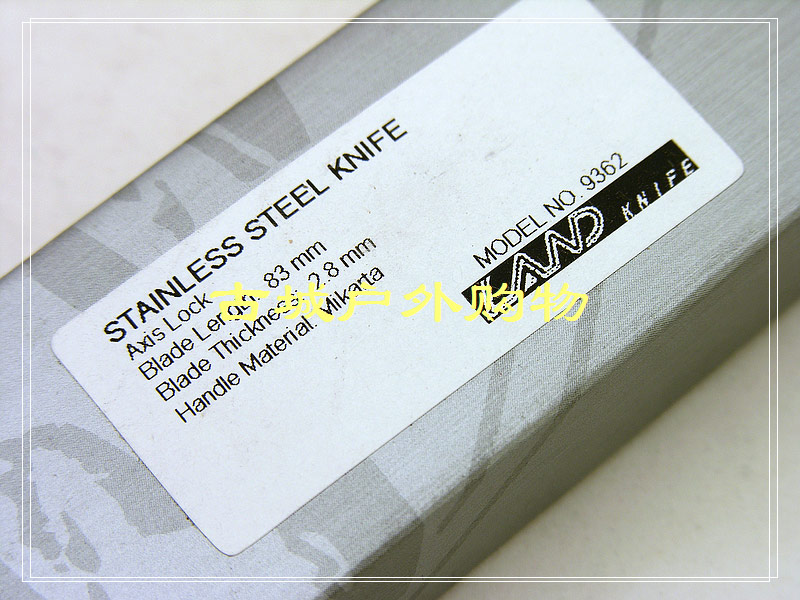 STAINLESS STEEL KNIFE
Axis Lock
Blade Length: 83 mm
Blade Thickness: 2.8 mm
Handle Material: Mikarta
MODEL NO. 9362
LAND KNIFE
古城户外购物